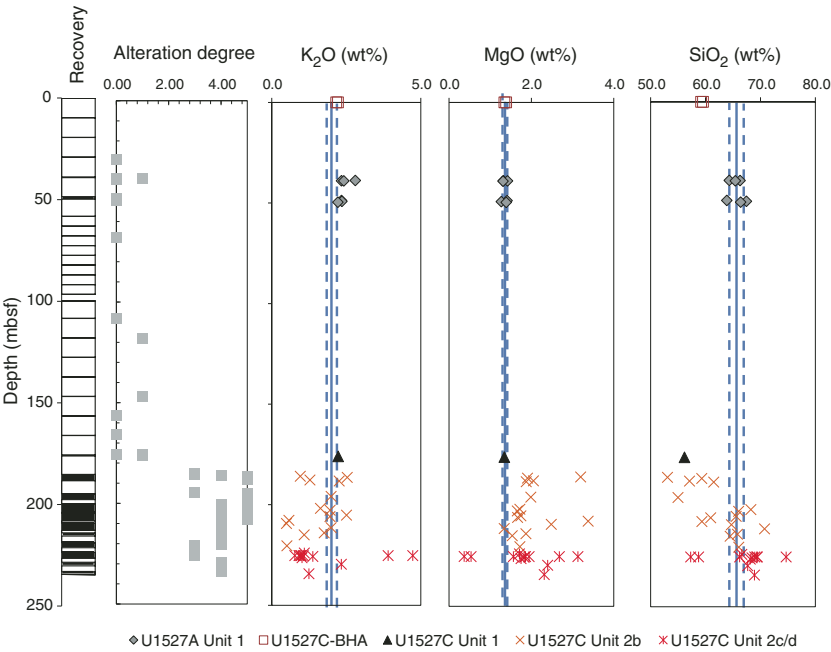 Recovery
Alteration degree
K2O (wt%)
MgO (wt%)
SiO2 (wt%)
0.00 2.00 4.00
0.0 5.0
0.0 2.0 4.0
50.0 60.0 70.0 80.0
Depth (mbsf)
0
50
100
150
200
250
U1527A Unit 1 U1527C-BHA U1527C Unit 1 U1527C Unit 2b U1527C Unit 2c/d